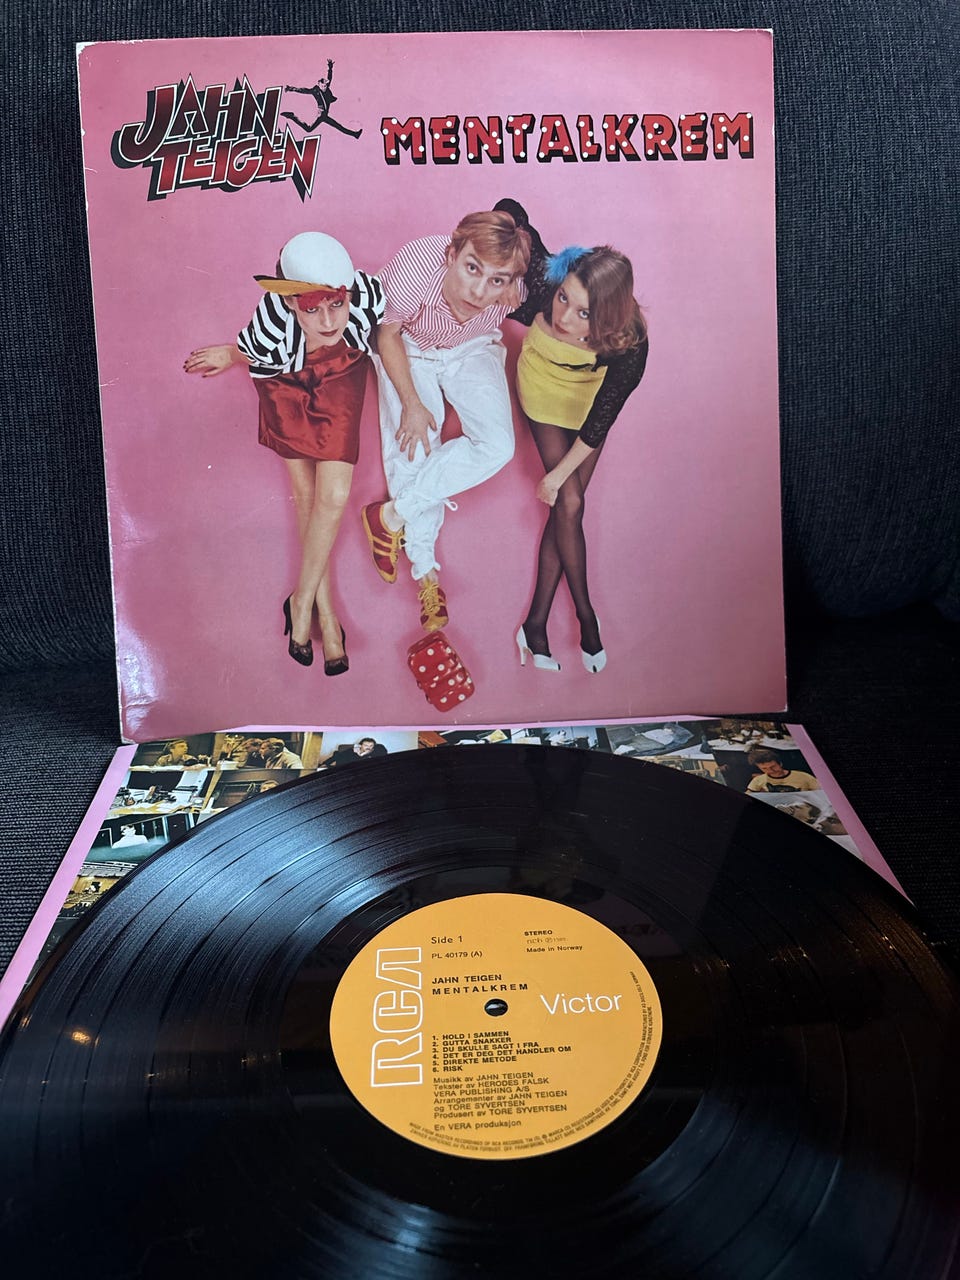 JAHN
TEIGEN
MENTALKREM
Side 1
PL 40179 (A)
STEREO
Made in Norway
JAHN TEIGEN
MENTALKREM
RCA
Victor
1. HOLD I SAMMEN
2. GUTTA SNAKKER
3. DU SKULLE SAGT I FRA
4. DET ER DEG DET HANDLER OM
5. DIREKTE METODE
6. RISK
Musikk av JAHN TEIGEN
Tekster av HERODES FALSK
VERA PUBLISHING A/S
Arrangementer av JAHN TEIGEN
og TORE SYVERTSEN
Produsert av TORE SYVERTSEN
En VERA produksjon